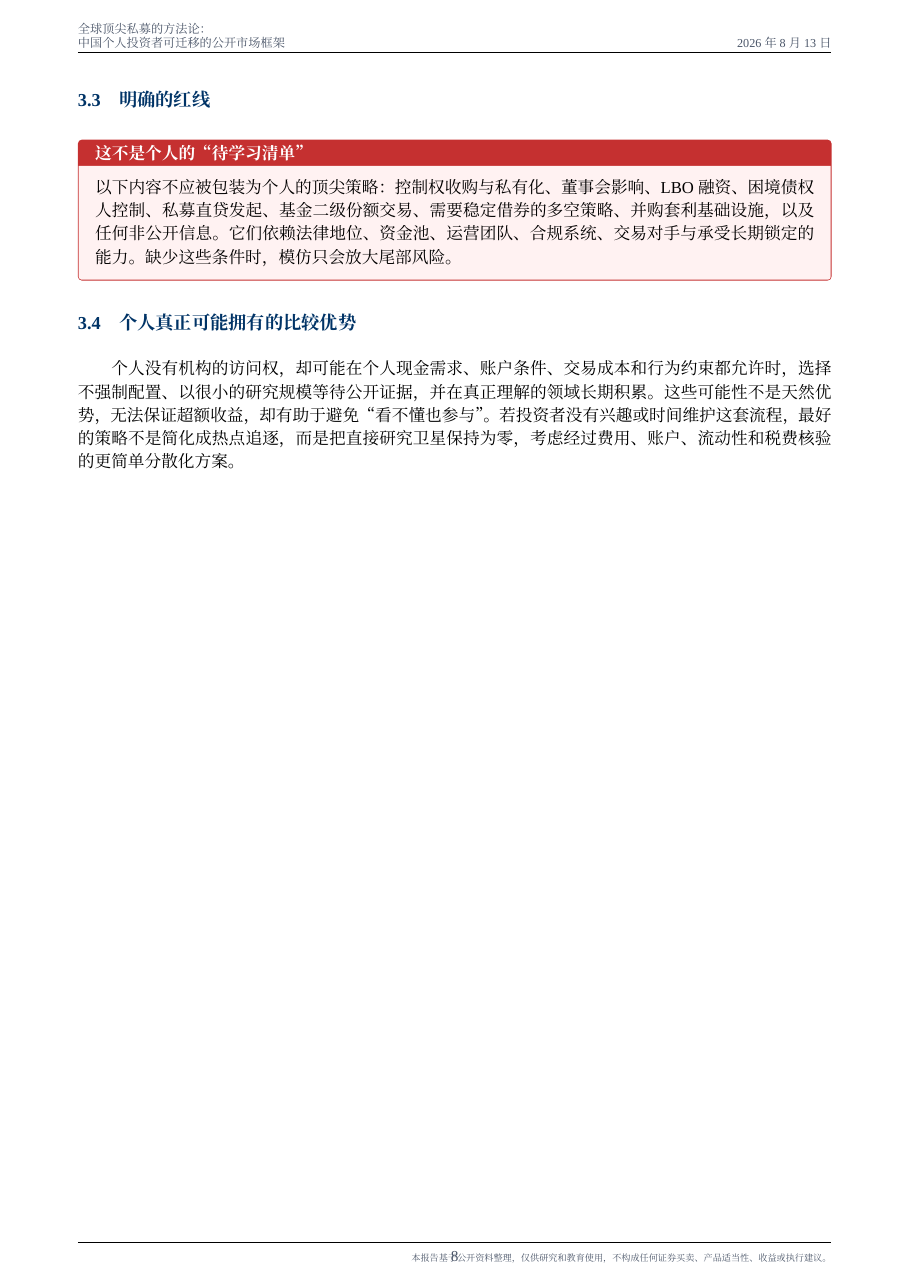 全球顶尖私募的方法论：
中国个人投资者可迁移的公开市场框架
2026 年 8 月 13 日
3.3 明确的红线
这不是个人的“待学习清单”
以下内容不应被包装为个人的顶尖策略：控制权收购与私有化、董事会影响、LBO 融资、困境债权
人控制、私募直贷发起、基金二级份额交易、需要稳定借券的多空策略、并购套利基础设施，以及
任何非公开信息。它们依赖法律地位、资金池、运营团队、合规系统、交易对手与承受长期锁定的
能力。缺少这些条件时，模仿只会放大尾部风险。
3.4 个人真正可能拥有的比较优势
个人没有机构的访问权，却可能在个人现金需求、账户条件、交易成本和行为约束都允许时，选择
不强制配置、以很小的研究规模等待公开证据，并在真正理解的领域长期积累。这些可能性不是天然优
势，无法保证超额收益，却有助于避免“看不懂也参与”。若投资者没有兴趣或时间维护这套流程，最好
的策略不是简化成热点追逐，而是把直接研究卫星保持为零，考虑经过费用、账户、流动性和税费核验
的更简单分散化方案。
8
本报告基于公开资料整理，仅供研究和教育使用，不构成任何证券买卖、产品适当性、收益或执行建议。